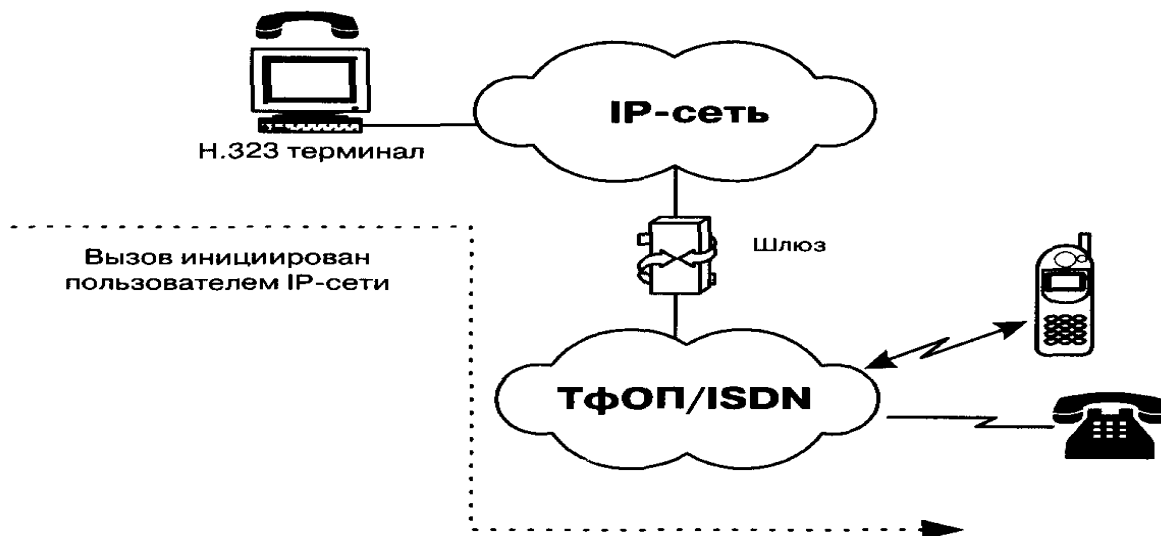 IP-сеть
H.323 терминал
Шлюз
Вызов инициирован
пользователем IP-сети
ТфОП/ISDN